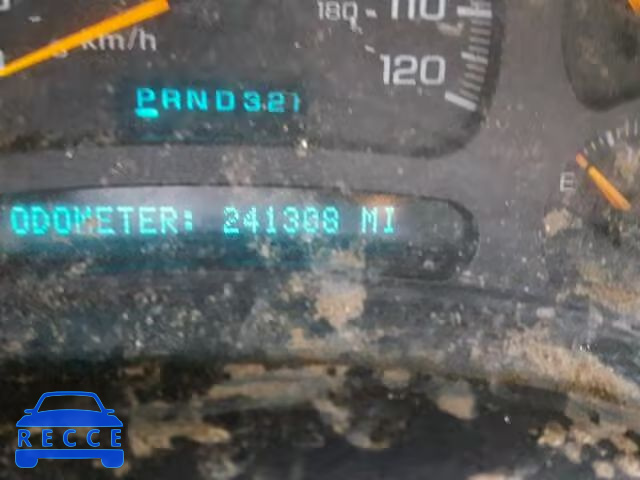 180 110
km/h
120
PRND321
E
ODOMETER: 241308 MI
RECCE